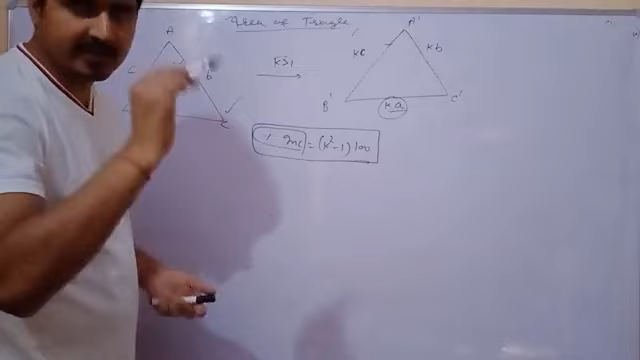 Area of Triangle
A
A'
c
b
K>1
kc
kb
C
B'
ka
C'
% Inc = (k²-1) 100